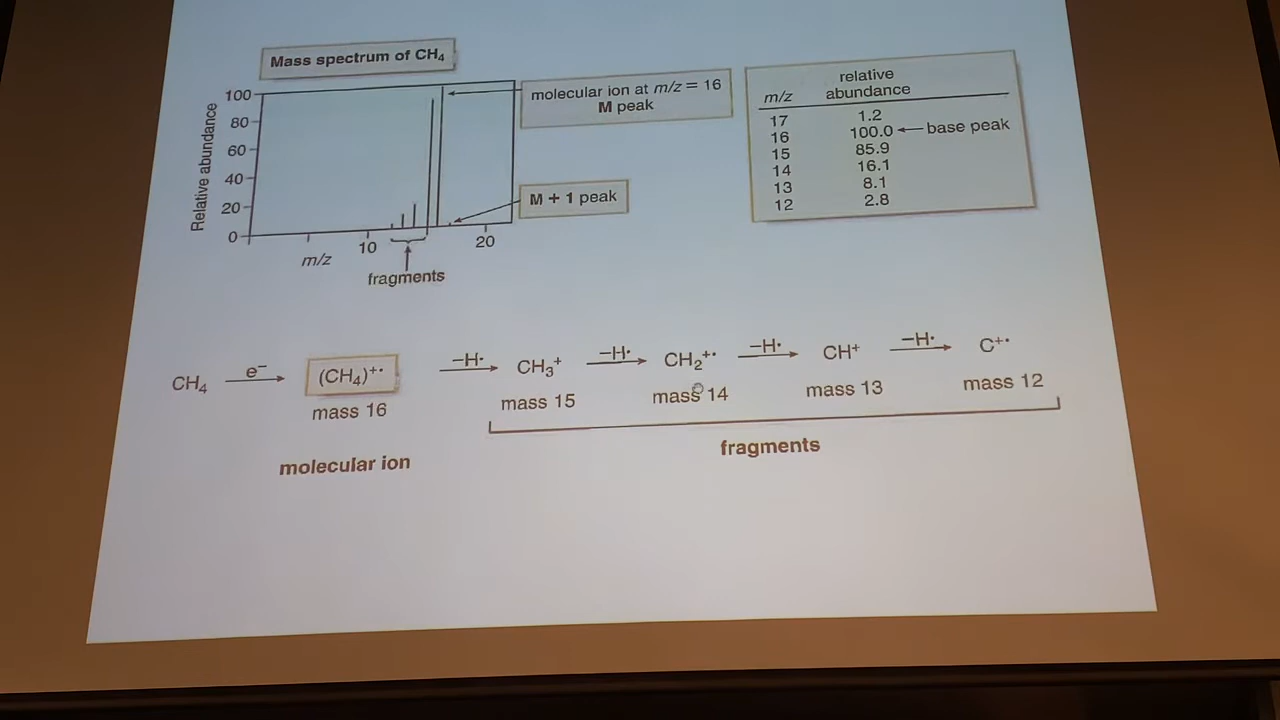 Mass spectrum of CH₄
Relative abundance
100
80
60
40
20
0
10
20
m/z
fragments
molecular ion at m/z = 16
M peak
M + 1 peak
m/z relative abundance
17 1.2
16 100.0 ← base peak
15 85.9
14 16.1
13 8.1
12 2.8
CH₄ e⁻ → (CH₄)⁺• –H• → CH₃⁺ –H• → CH₂⁺• –H• → CH⁺ –H• → C⁺•
mass 16 mass 15 mass 14 mass 13 mass 12
molecular ion fragments